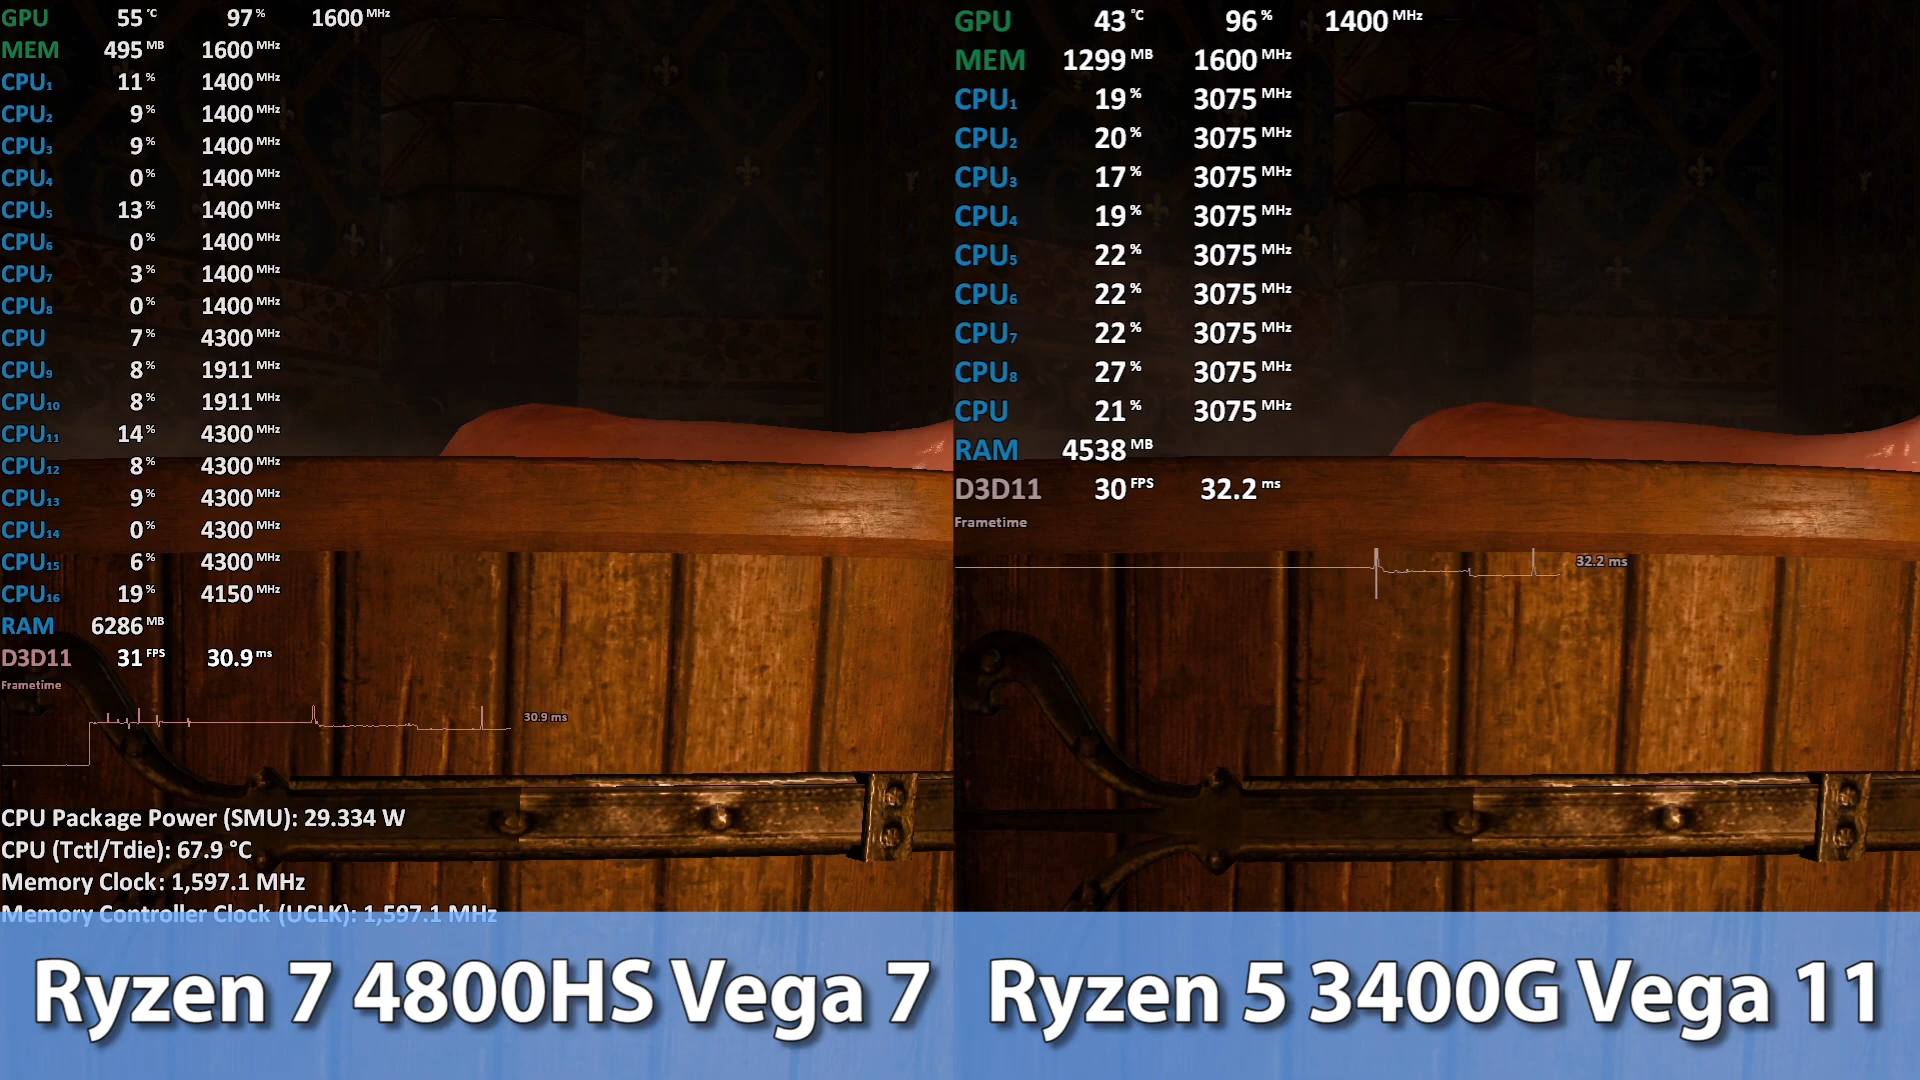 GPU 55 °C 97 % 1600 MHz
MEM 495 MB 1600 MHz
CPU1 11 % 1400 MHz
CPU2 9 % 1400 MHz
CPU3 9 % 1400 MHz
CPU4 0 % 1400 MHz
CPU5 13 % 1400 MHz
CPU6 0 % 1400 MHz
CPU7 3 % 1400 MHz
CPU8 0 % 1400 MHz
CPU 7 % 4300 MHz
CPU9 8 % 1911 MHz
CPU10 8 % 1911 MHz
CPU11 14 % 4300 MHz
CPU12 8 % 4300 MHz
CPU13 9 % 4300 MHz
CPU14 0 % 4300 MHz
CPU15 6 % 4300 MHz
CPU16 19 % 4150 MHz
RAM 6286 MB
D3D11 31 FPS 30.9 ms
Frametime
30.9 ms
CPU Package Power (SMU): 29.334 W
CPU (Tctl/Tdie): 67.9 °C
Memory Clock: 1,597.1 MHz
Memory Controller Clock (UCLK): 1,597.1 MHz
Ryzen 7 4800HS Vega 7
GPU 43 °C 96 % 1400 MHz
MEM 1299 MB 1600 MHz
CPU1 19 % 3075 MHz
CPU2 20 % 3075 MHz
CPU3 17 % 3075 MHz
CPU4 19 % 3075 MHz
CPU5 22 % 3075 MHz
CPU6 22 % 3075 MHz
CPU7 22 % 3075 MHz
CPU8 27 % 3075 MHz
CPU 21 % 3075 MHz
RAM 4538 MB
D3D11 30 FPS 32.2 ms
Frametime
32.2 ms
Ryzen 5 3400G Vega 11